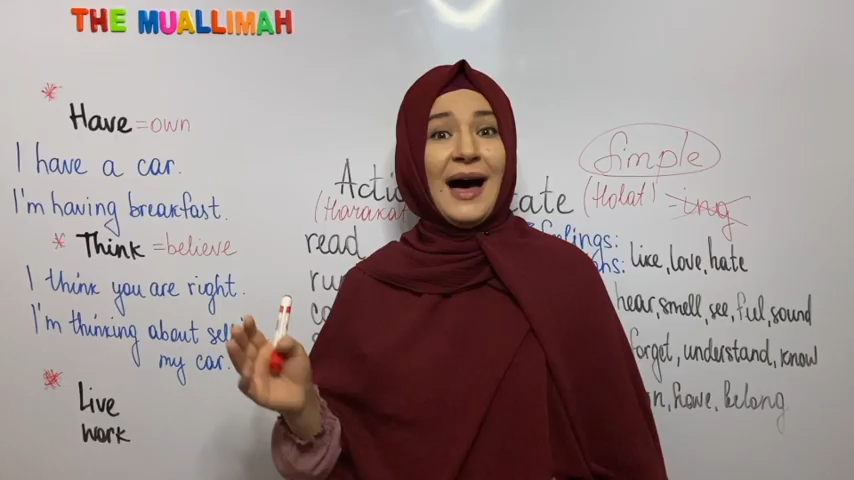 THE MUALLIMAH
* Have = own
I have a car.
I'm having breakfast.
* Think = believe
I think you are right.
I'm thinking about
my car.
* Live
work
(Harakat
read
Simple
(Holat) ing
feelings:
like, love, hate
hear, smell, see, feel, sound
forget, understand, know
have, belong